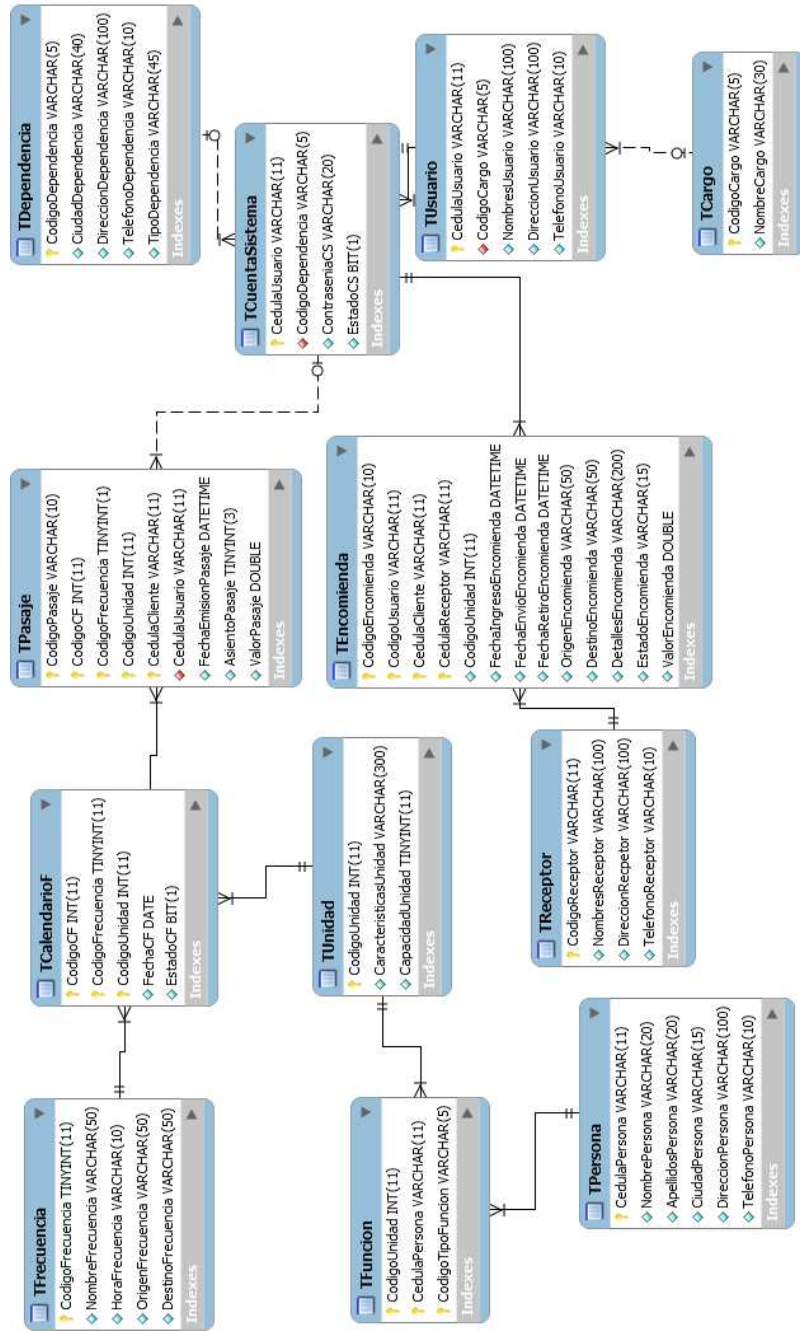 TFrecuencia
CodigoFrecuencia TINYINT(11)
NombreFrecuencia VARCHAR(50)
HoraFrecuencia VARCHAR(10)
OrigenFrecuencia VARCHAR(50)
DestinoFrecuencia VARCHAR(50)
Indexes
TCalendarioF
CodigoCF INT(11)
CodigoFrecuencia TINYINT(11)
CodigoUnidad INT(11)
FechaCF DATE
EstadoCF BIT(1)
Indexes
TPasaje
CodigoPasaje VARCHAR(10)
CodigoCF INT(11)
CodigoFrecuencia TINYINT(1)
CodigoUnidad INT(11)
CedulaCliente VARCHAR(11)
CedulaUsuario VARCHAR(11)
FechaEmisionPasaje DATETIME
AsientoPasaje TINYINT(3)
ValorPasaje DOUBLE
Indexes
TDependencia
CodigoDependencia VARCHAR(5)
CiudadDependencia VARCHAR(40)
DireccionDependencia VARCHAR(100)
TelefonoDependencia VARCHAR(10)
TipoDependencia VARCHAR(45)
Indexes
TCuentaSistema
CedulaUsuario VARCHAR(11)
CodigoDependencia VARCHAR(5)
ContraseniaCS VARCHAR(20)
EstadoCS BIT(1)
Indexes
TFuncion
CodigoUnidad INT(11)
CedulaPersona VARCHAR(11)
CodigoTipoFuncion VARCHAR(5)
Indexes
TUnidad
CodigoUnidad INT(11)
CaracteristicasUnidad VARCHAR(300)
CapacidadUnidad TINYINT(11)
Indexes
TEncomienda
CodigoEncomienda VARCHAR(10)
CodigoUsuario VARCHAR(11)
CedulaCliente VARCHAR(11)
CedulaReceptor VARCHAR(11)
CodigoUnidad INT(11)
FechaIngresoEncomienda DATETIME
FechaEnvioEncomienda DATETIME
FechaRetiroEncomienda DATETIME
OrigenEncomienda VARCHAR(50)
DestinoEncomienda VARCHAR(50)
DetallesEncomienda VARCHAR(200)
EstadoEncomienda VARCHAR(15)
ValorEncomienda DOUBLE
Indexes
TUsuario
CedulaUsuario VARCHAR(11)
CodigoCargo VARCHAR(5)
NombresUsuario VARCHAR(100)
DireccionUsuario VARCHAR(100)
TelefonoUsuario VARCHAR(10)
Indexes
TPersona
CedulaPersona VARCHAR(11)
NombrePersona VARCHAR(20)
ApellidosPersona VARCHAR(20)
CiudadPersona VARCHAR(15)
DireccionPersona VARCHAR(100)
TelefonoPersona VARCHAR(10)
Indexes
TReceptor
CodigoReceptor VARCHAR(11)
NombresReceptor VARCHAR(100)
DireccionRecpetor VARCHAR(100)
TelefonoReceptor VARCHAR(10)
Indexes
TCargo
CodigoCargo VARCHAR(5)
NombreCargo VARCHAR(30)
Indexes